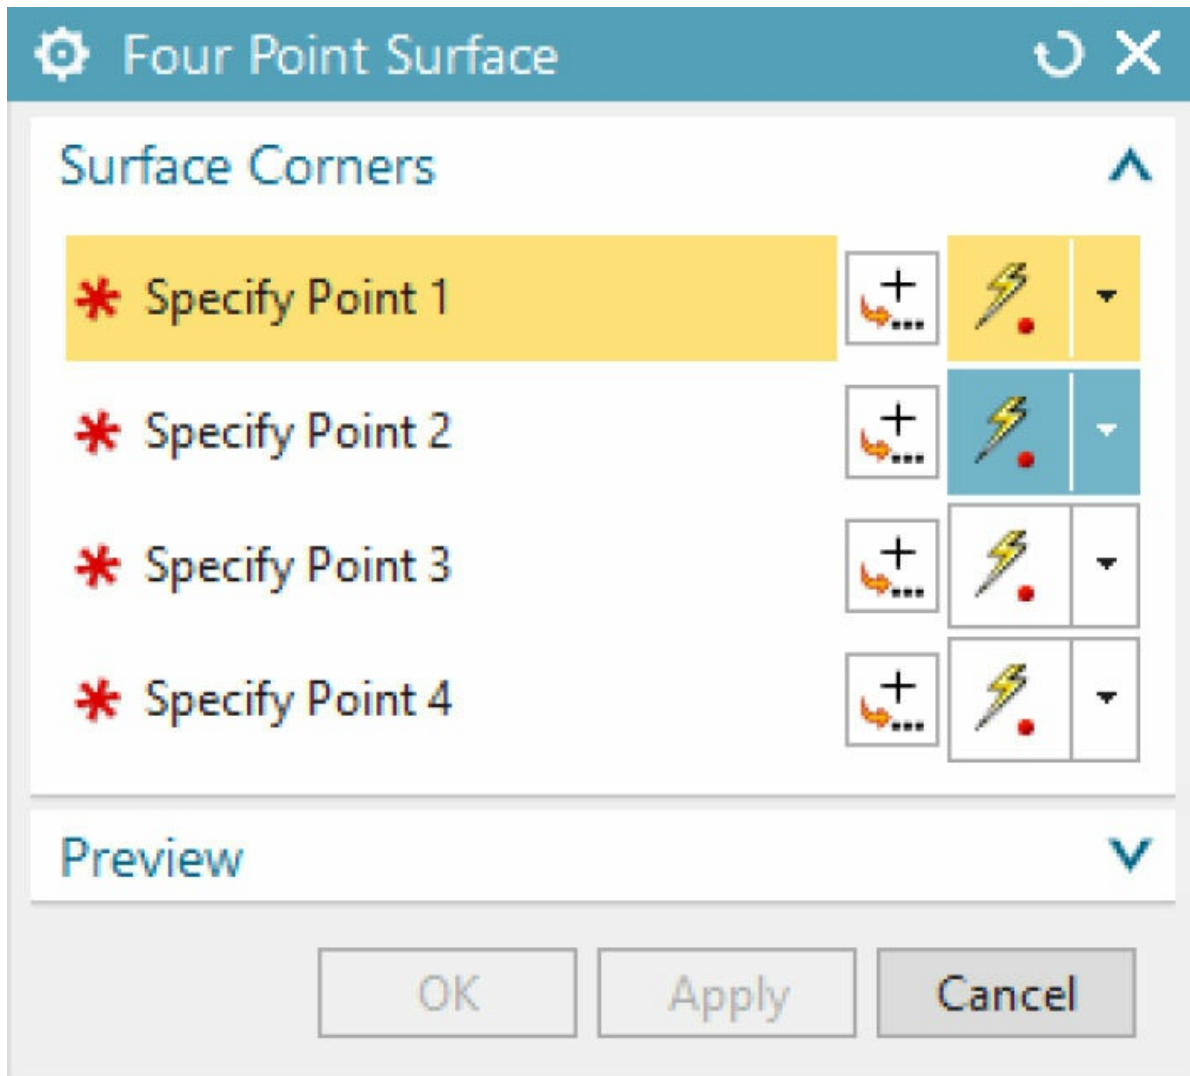 Four Point Surface
Surface Corners
* Specify Point 1
* Specify Point 2
* Specify Point 3
* Specify Point 4
Preview
OK Apply Cancel